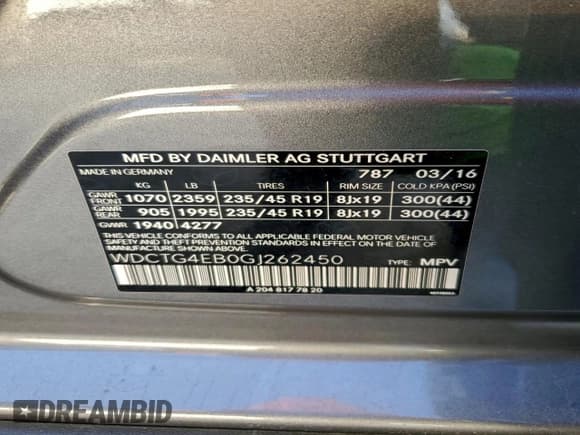 MFD BY DAIMLER AG STUTTGART
MADE IN GERMANY 787 03/16
KG LB TIRES RIM SIZE COLD KPA (PSI)
GAWR FRONT 1070 2359 235/45 R19 8Jx19 300(44)
GAWR REAR 905 1995 235/45 R19 8Jx19 300(44)
GVWR 1940 4277
THIS VEHICLE CONFORMS TO ALL APPLICABLE FEDERAL MOTOR VEHICLE
SAFETY BUMPER AND THEFT PREVENTION STANDARDS IN EFFECT ON THE DATE
OF MANUFACTURE SHOWN ABOVE.
WDCTG4EB0GJ262450
TYPE: MPV
A 204 817 78 20
DREAMBID